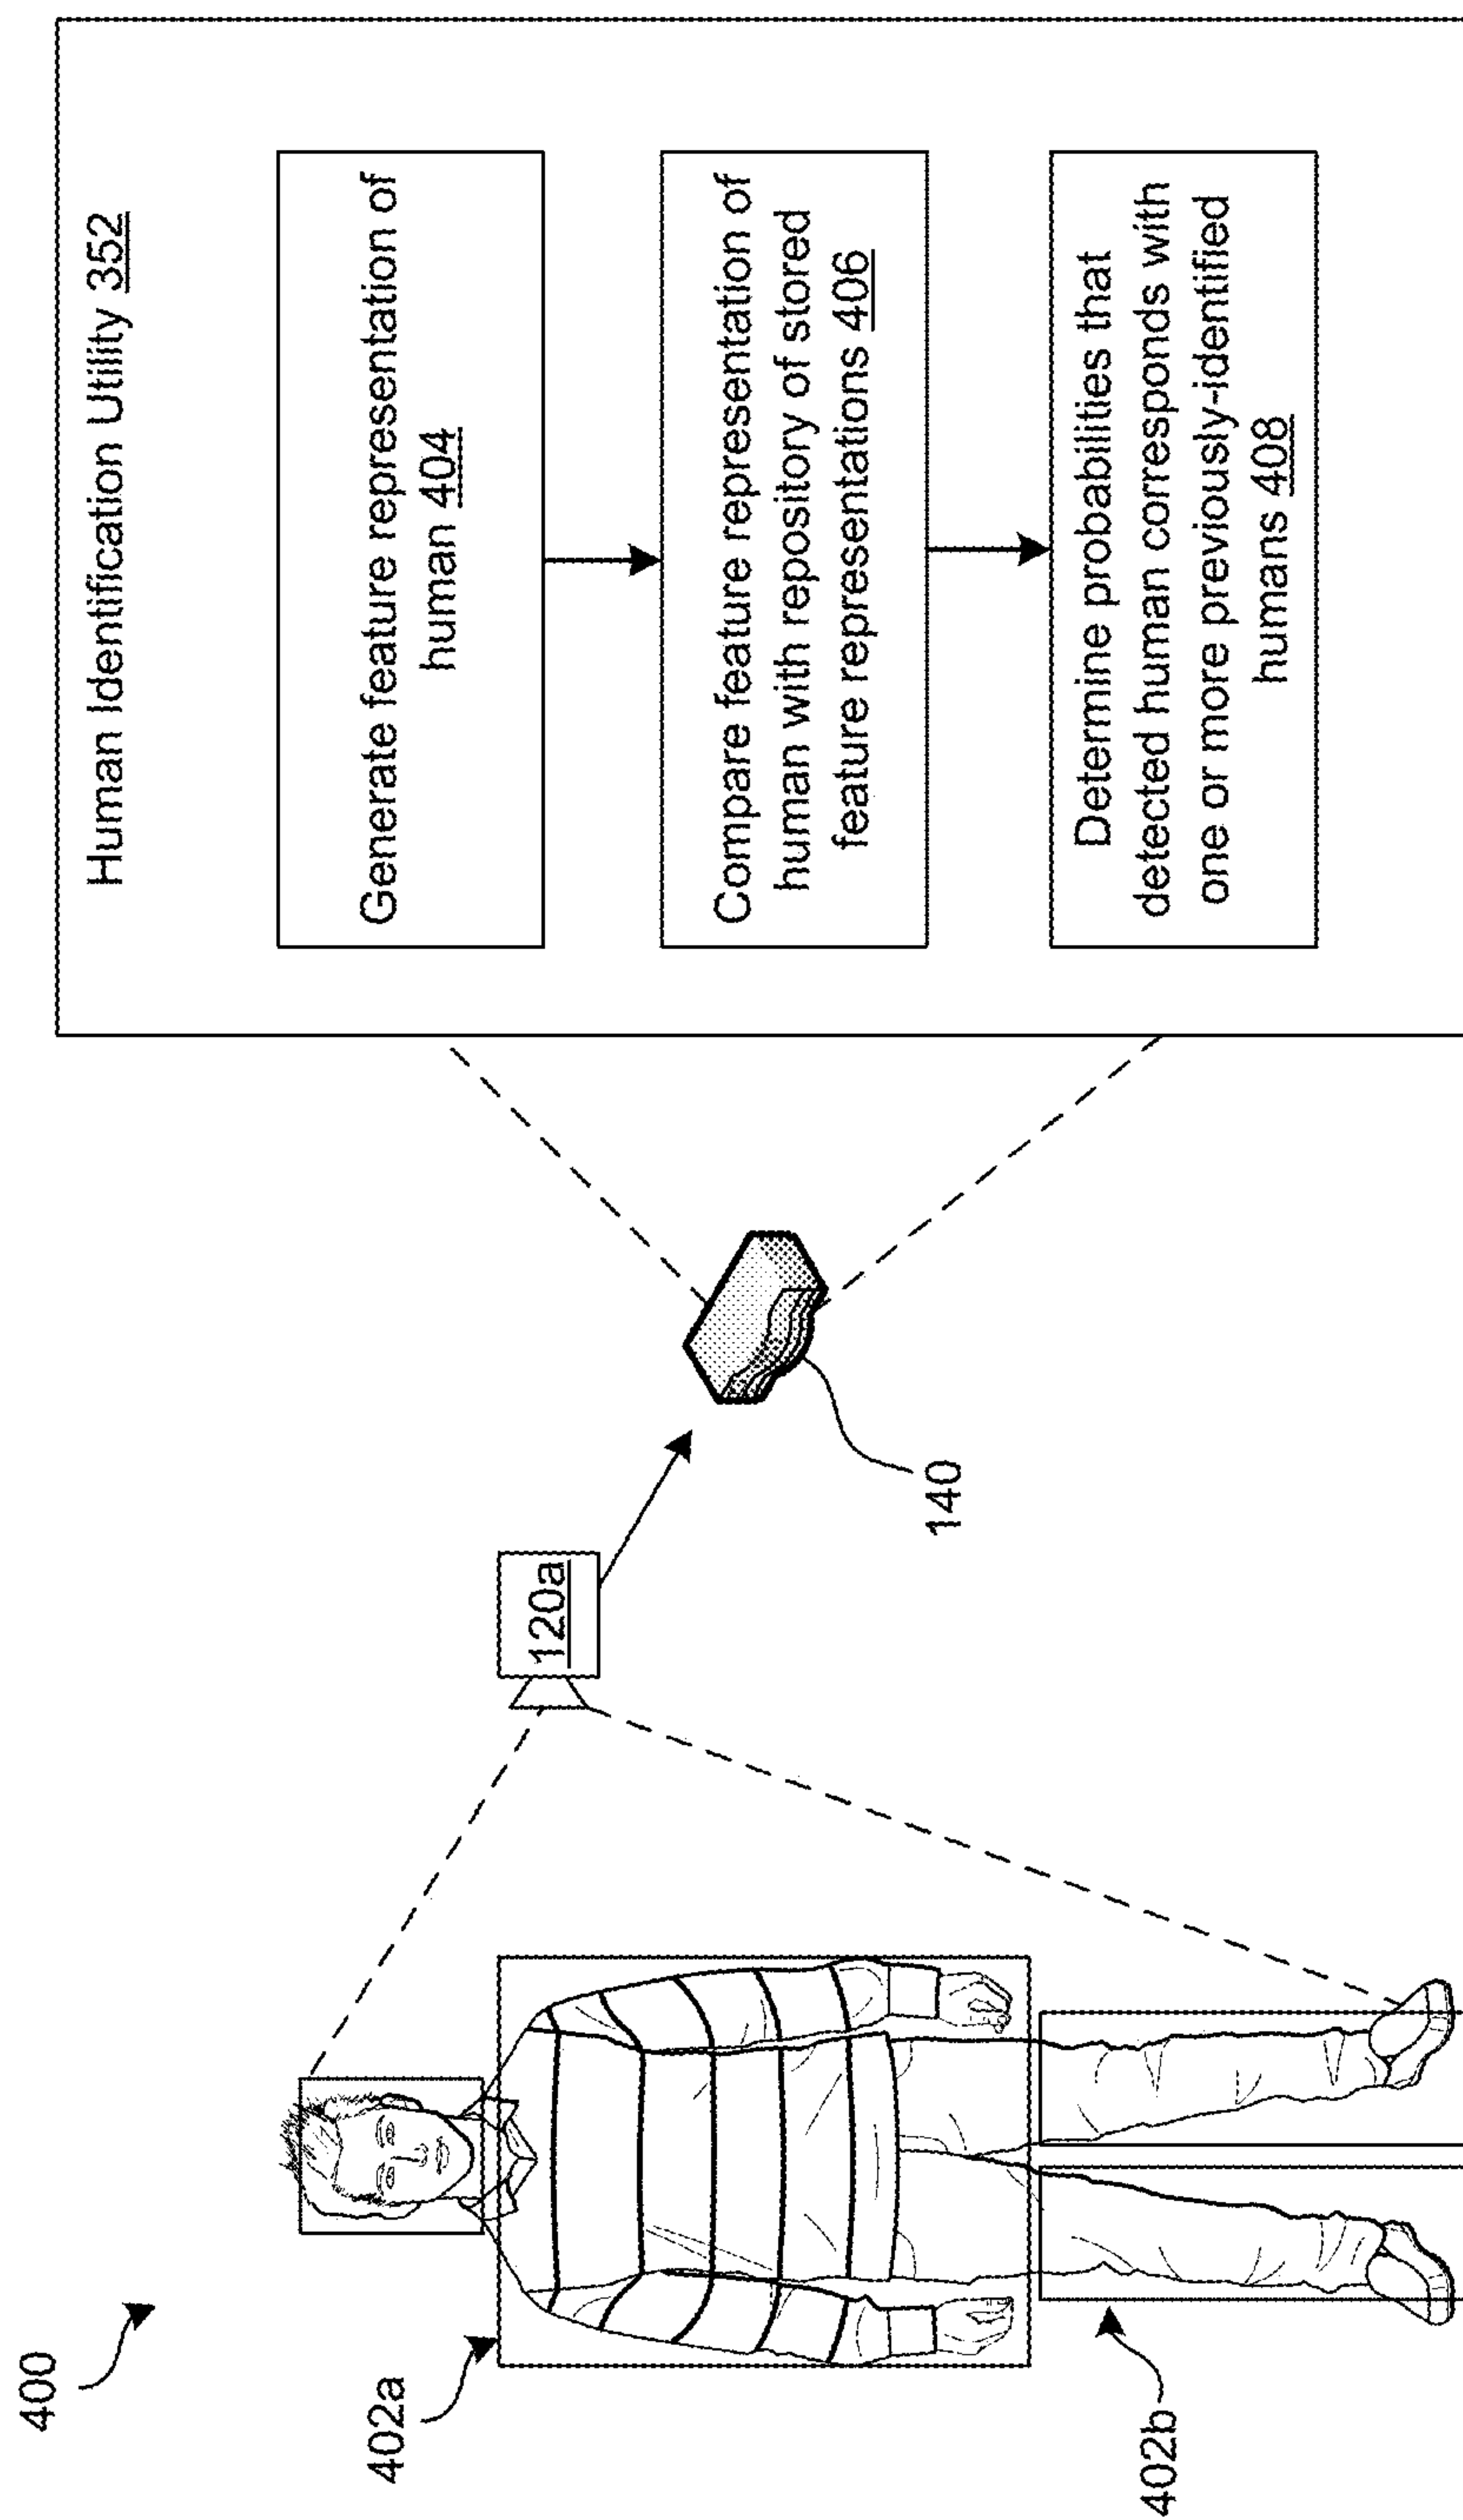 400
402a
402b
120a
140
Human Identification Utility 352
Generate feature representation of
human 404
Compare feature representation of
human with repository of stored
feature representations 406
Determine probabilities that
detected human corresponds with
one or more previously-identified
humans 408